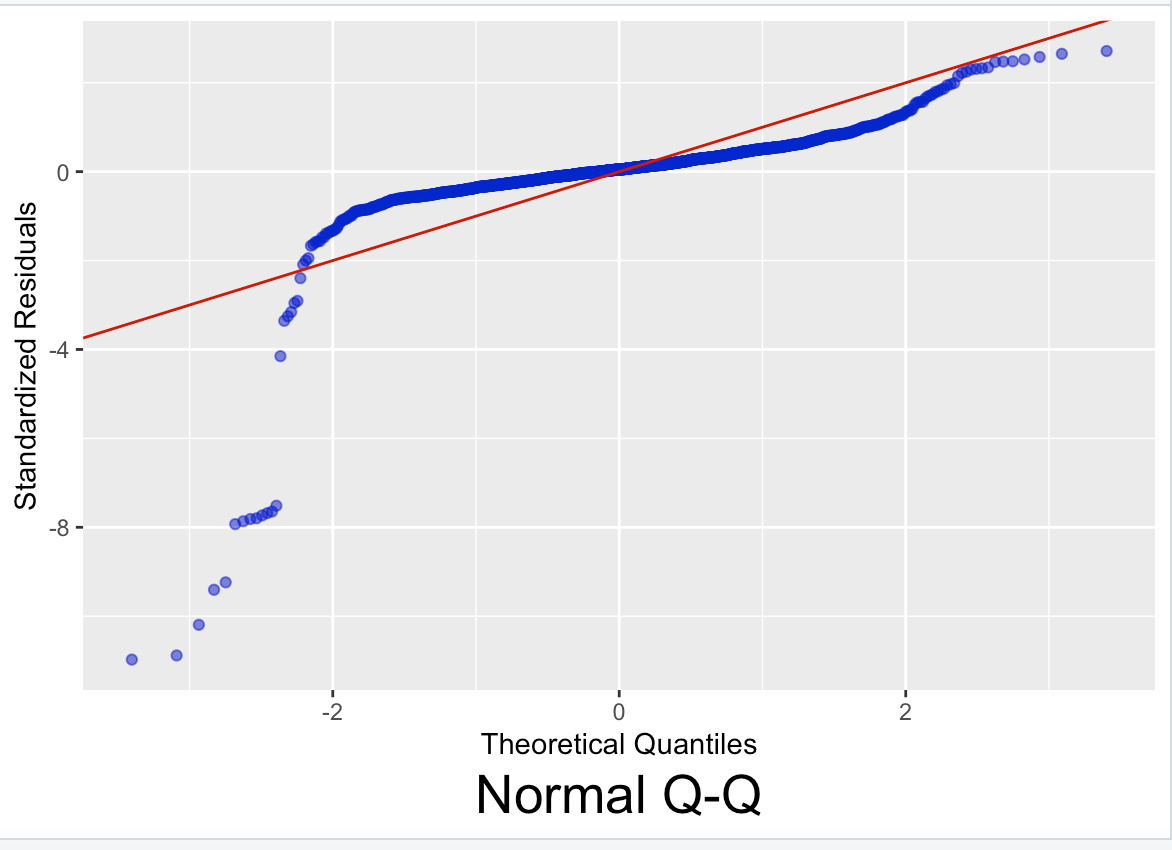 Standardized Residuals
0
-4
-8
-2
0
2
Theoretical Quantiles
Normal Q-Q